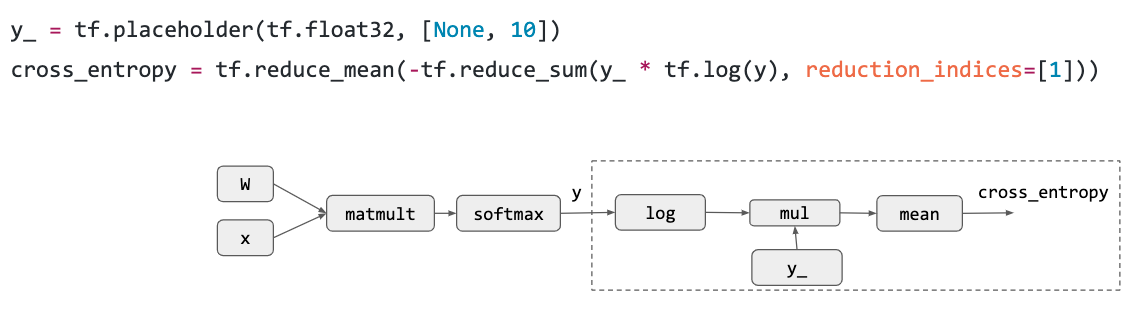 y_ = tf.placeholder(tf.float32, [None, 10])
cross_entropy = tf.reduce_mean(-tf.reduce_sum(y_ * tf.log(y), reduction_indices=[1]))
W
x
matmult
softmax
y
log
mul
y_
mean
cross_entropy